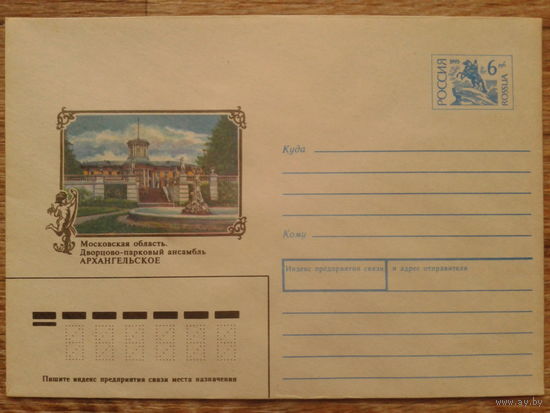 РОССИЯ
1993
6 р.
ROSSIJA
Куда
Кому
Индекс предприятия связи и адрес отправителя
Московская область.
Дворцово-парковый ансамбль
АРХАНГЕЛЬСКОЕ
Пишите индекс предприятия связи места назначения
www.ay.by